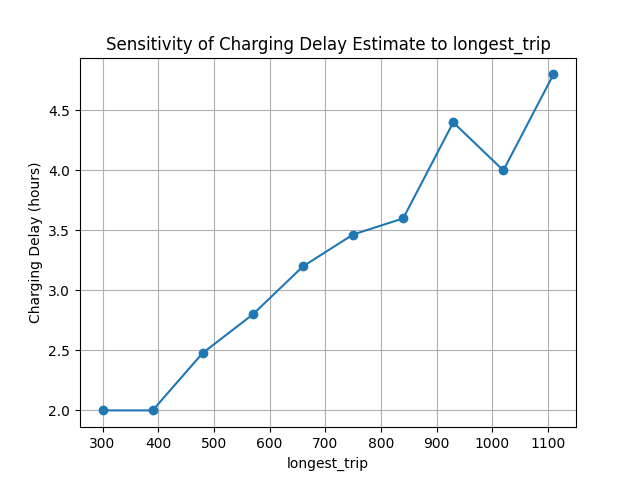 Sensitivity of Charging Delay Estimate to longest_trip
4.5
4.0
3.5
3.0
2.5
2.0
Charging Delay (hours)
300 400 500 600 700 800 900 1000 1100
longest_trip